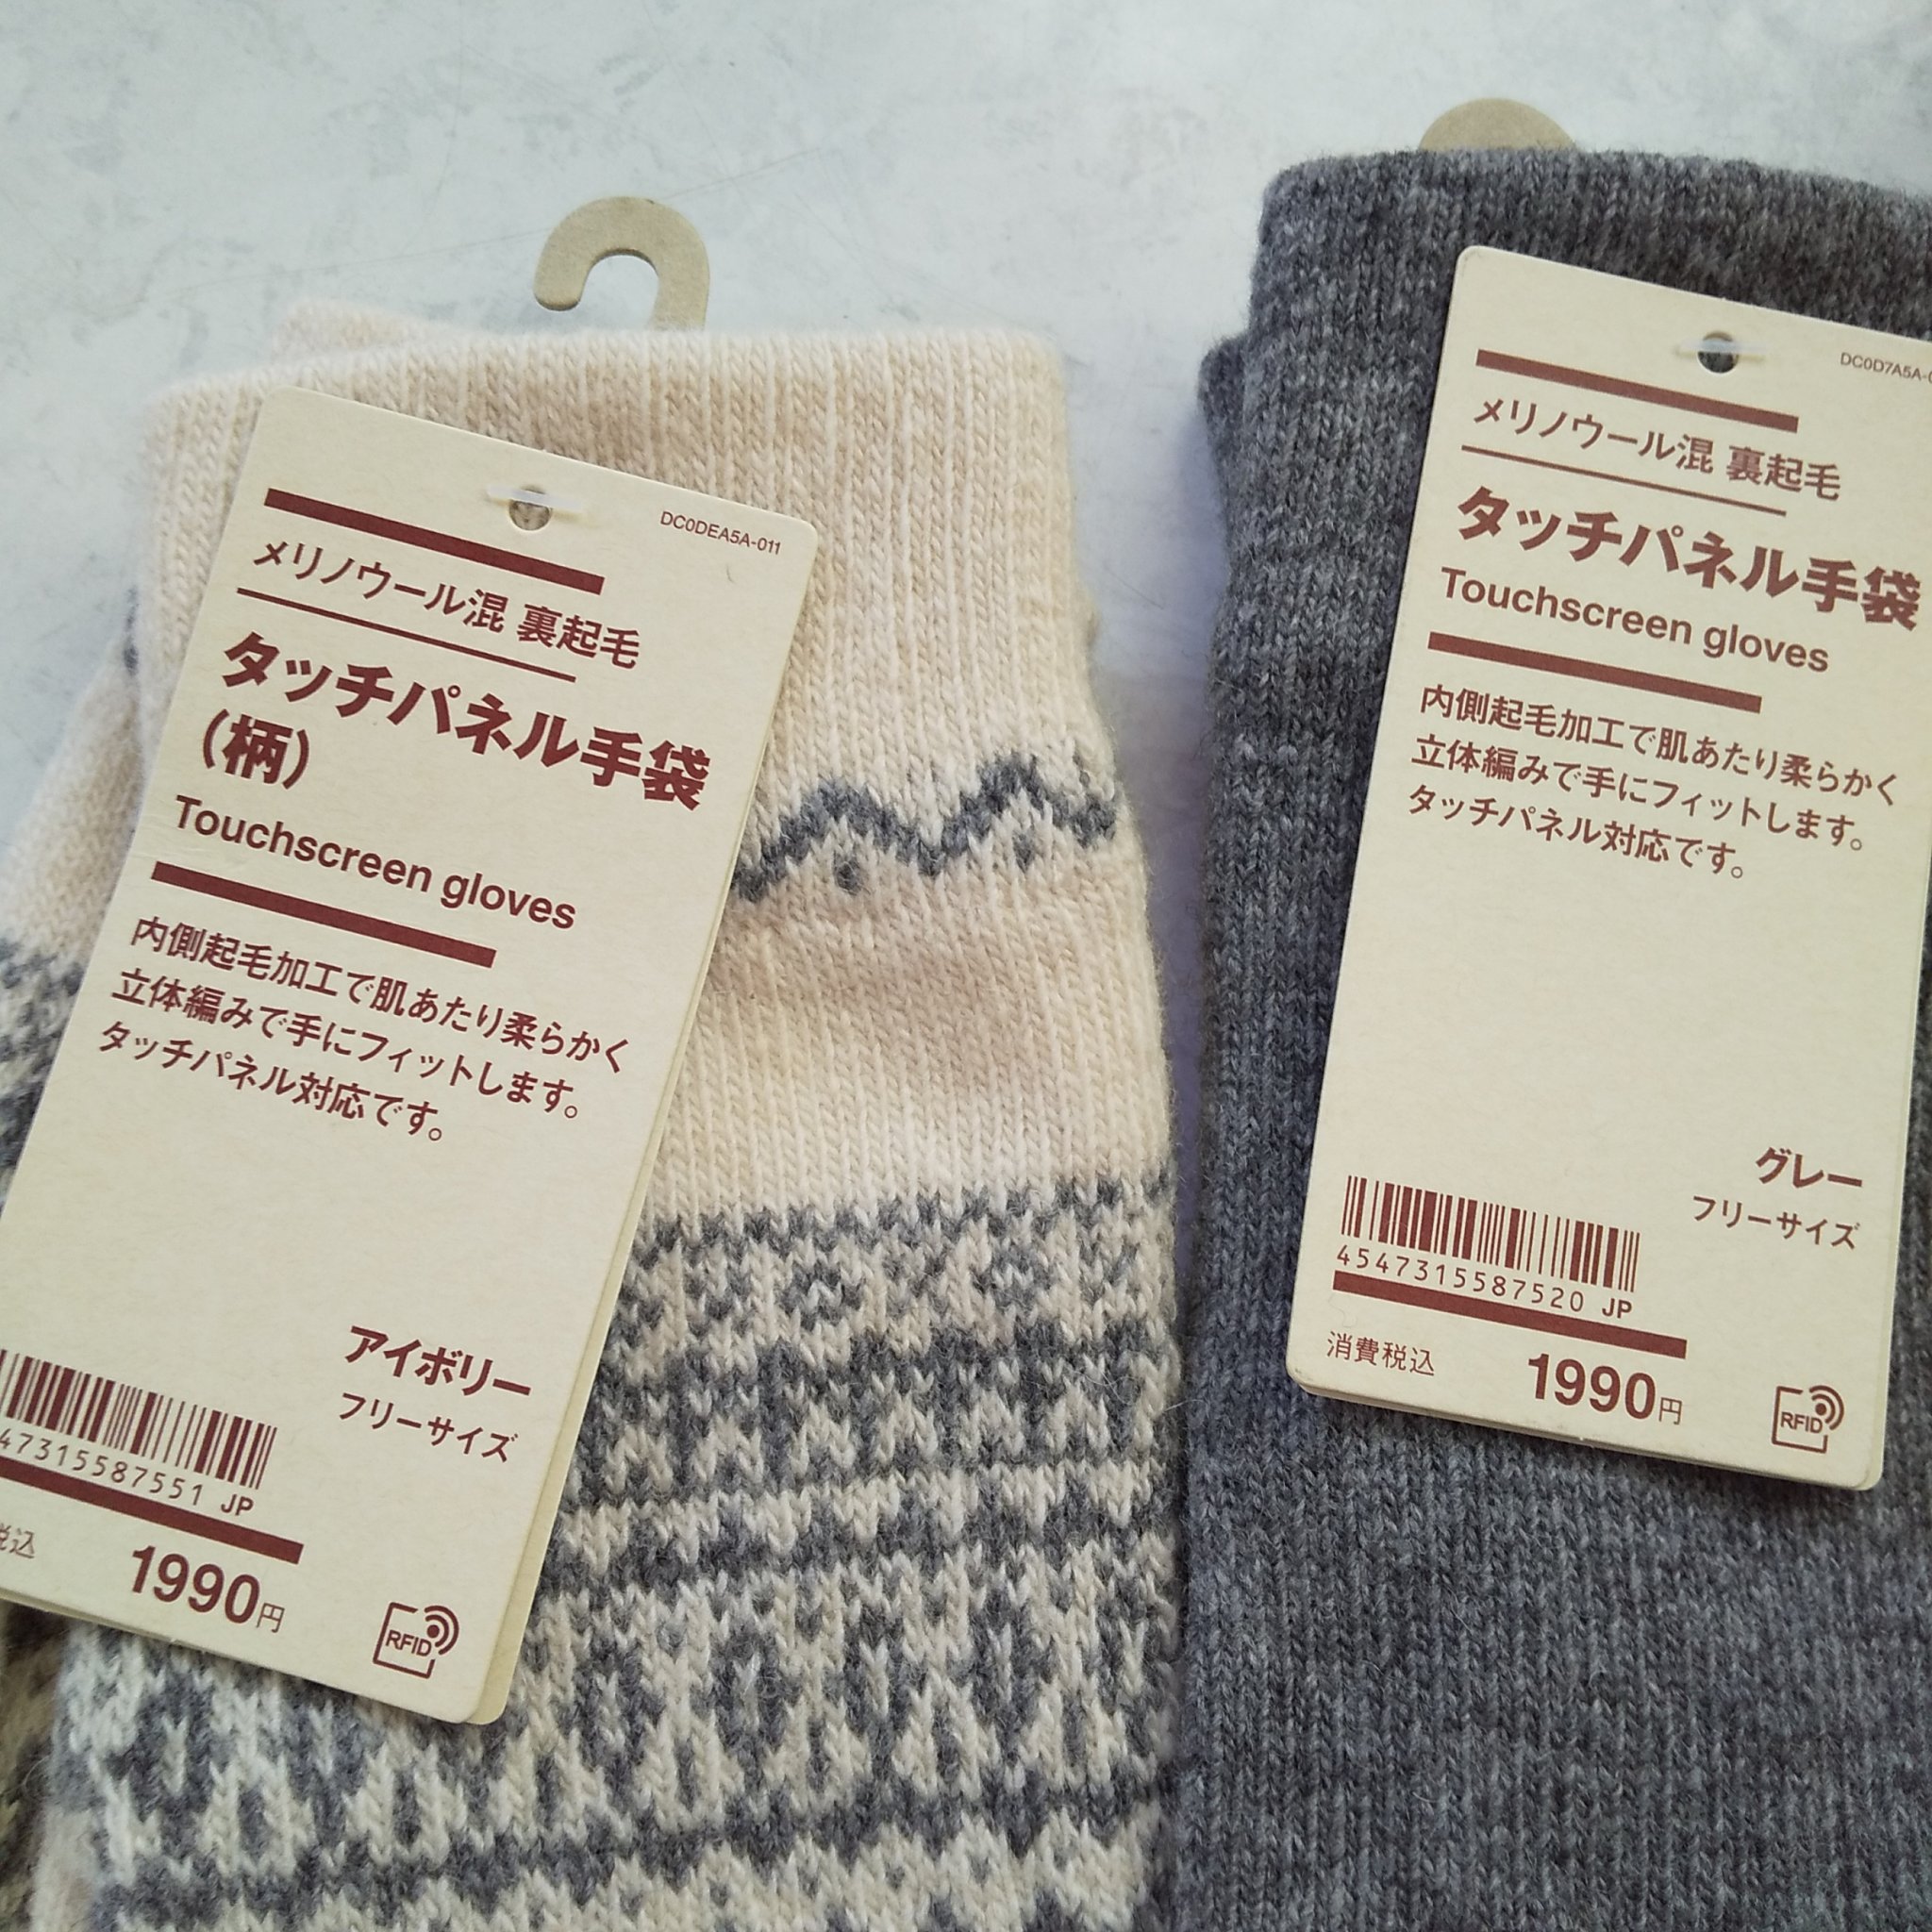 DC0DEA5A-011
メリノウール混 裏起毛
タッチパネル手袋
(柄)
Touchscreen gloves
内側起毛加工で肌あたり柔らかく
立体編みで手にフィットします。
タッチパネル対応です。
アイボリー
フリーサイズ
47315587551 JP
税込
1990円
RFID
DC0D7A5A-0
メリノウール混 裏起毛
タッチパネル手袋
Touchscreen gloves
内側起毛加工で肌あたり柔らかく
立体編みで手にフィットします。
タッチパネル対応です。
グレー
フリーサイズ
4547315587520 JP
消費税込
1990円
RFID